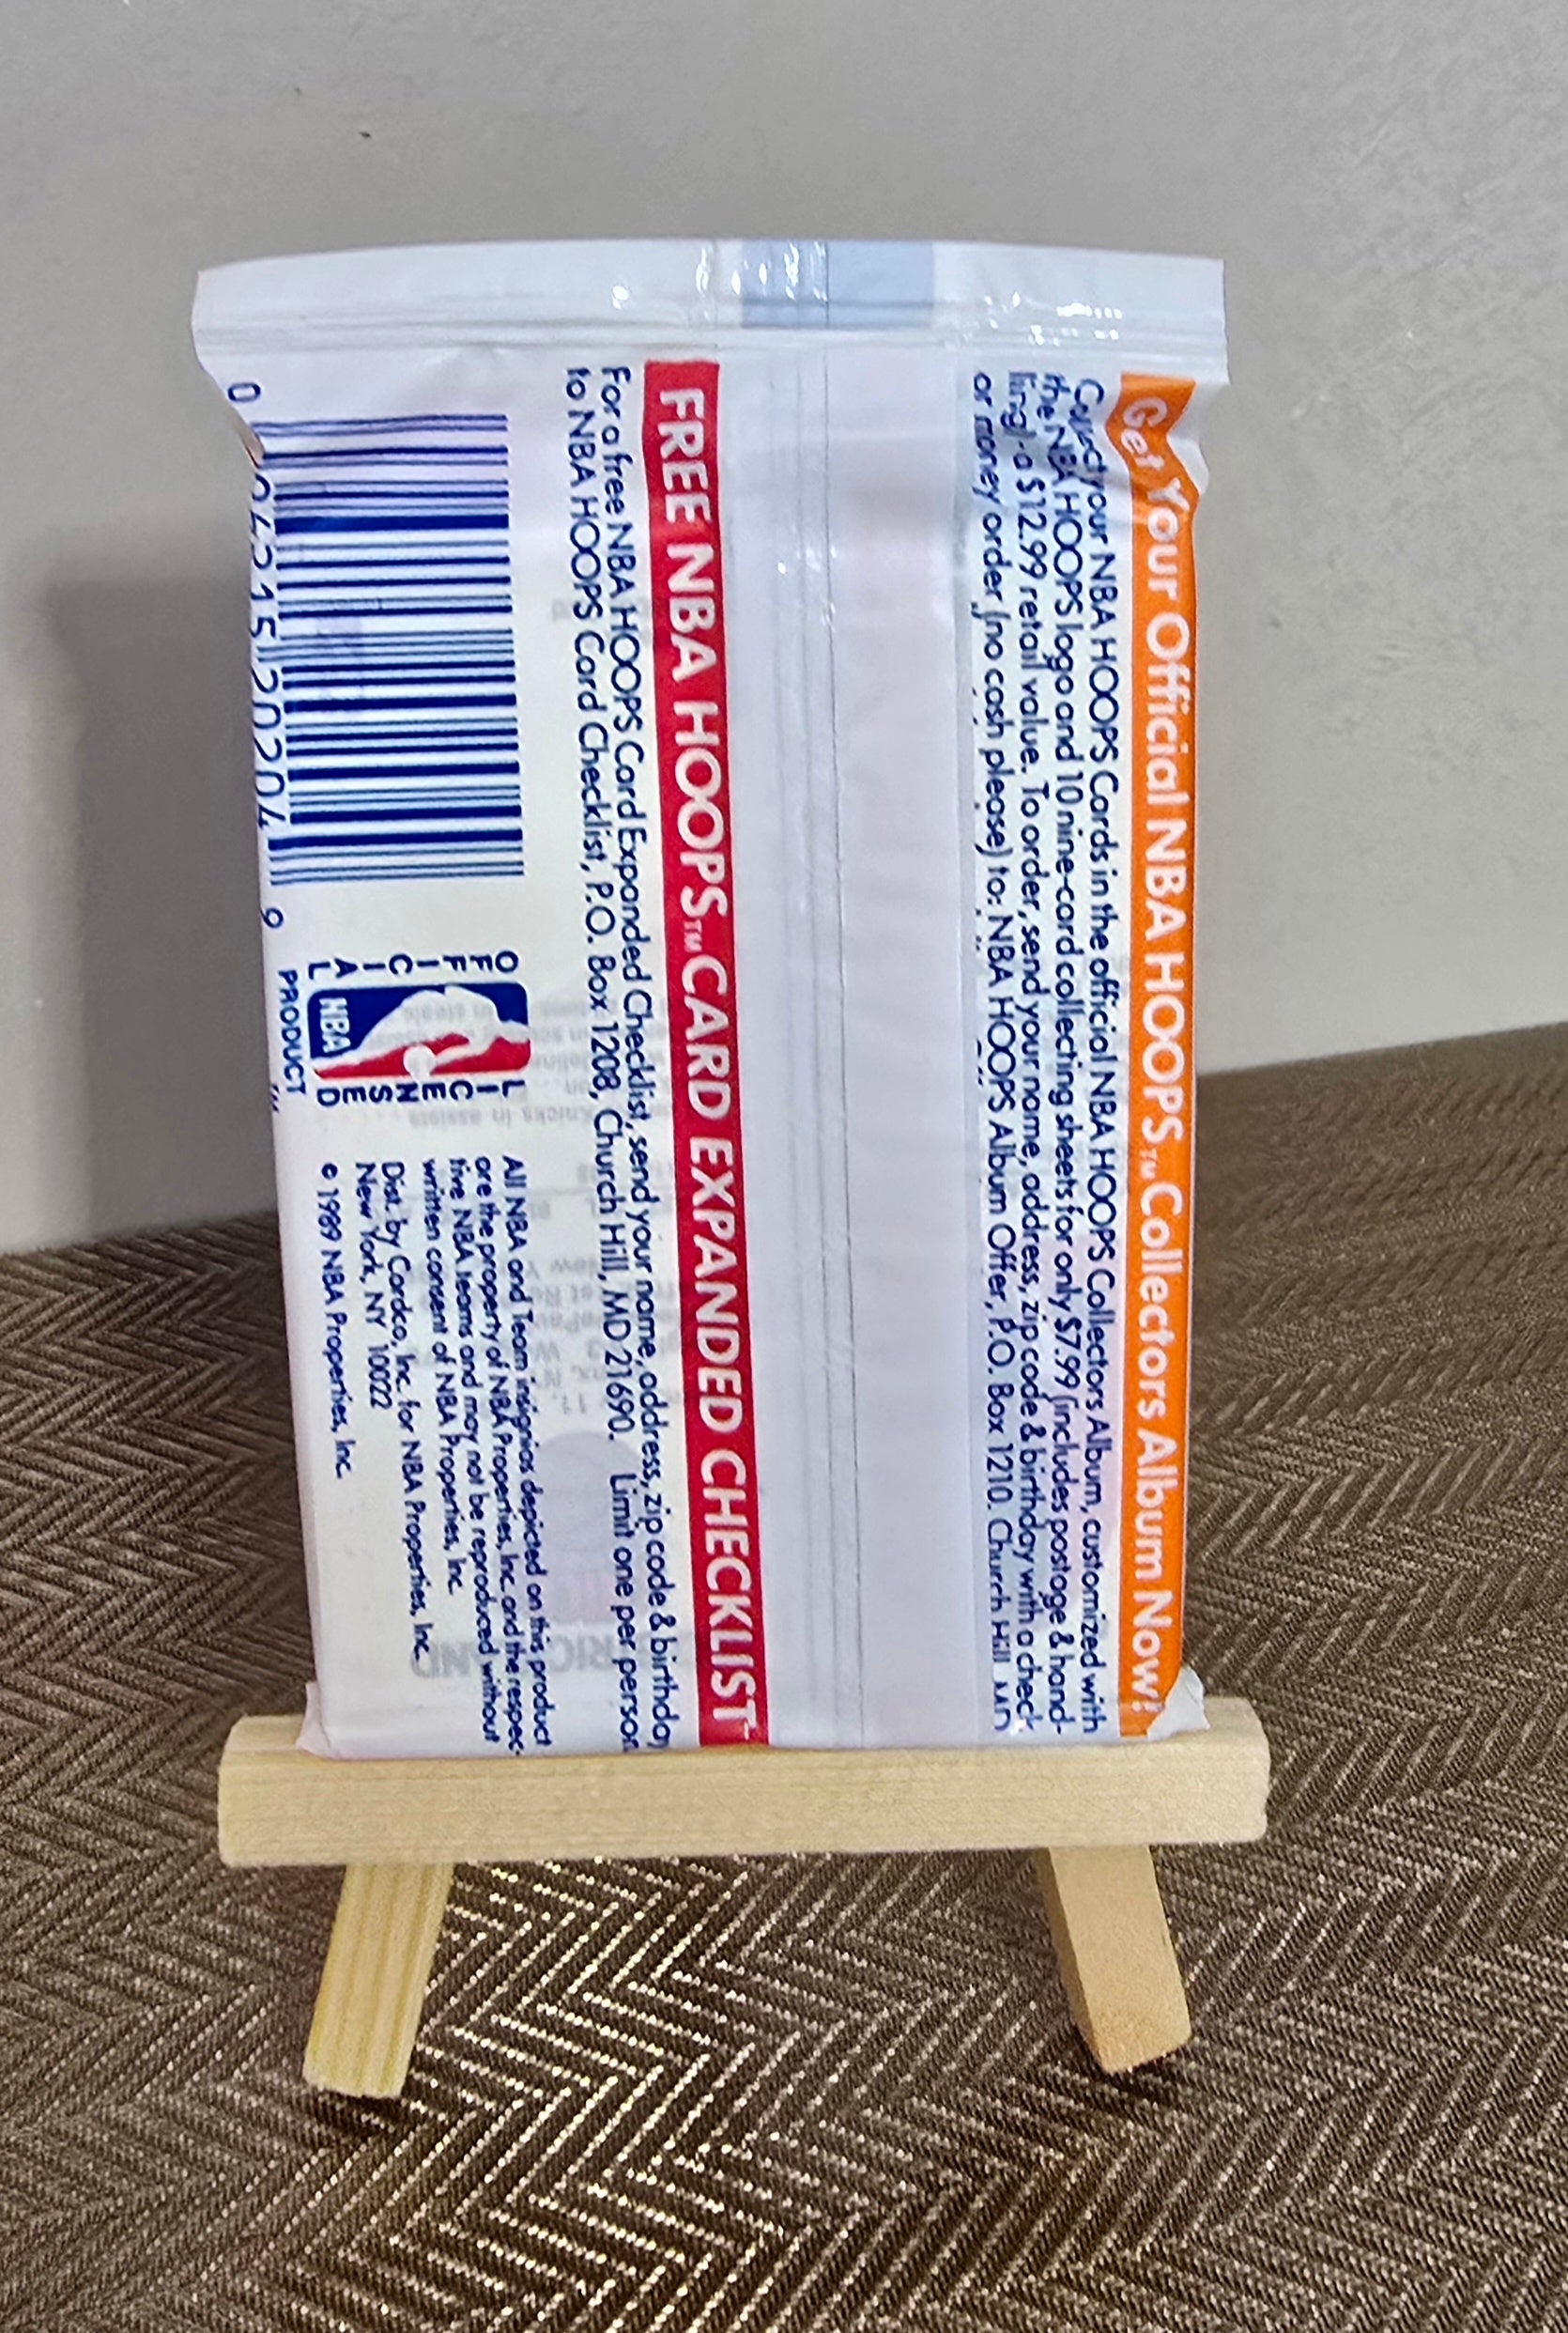 Get Your Official NBA HOOPS™ Collectors Album Now!
Collect your NBA HOOPS Cards in the official NBA HOOPS Collectors Album, customized with
the NBA HOOPS logo and 10 nine-card collecting sheets for only $7.99 (includes postage & hand-
ling) - a $12.99 retail value. To order, send your name, address, zip code & birthday with a check
or money order (no cash please) to: NBA HOOPS Album Offer, P.O. Box 1210. Church Hill MD
FREE NBA HOOPS™ CARD EXPANDED CHECKLIST
For a free NBA HOOPS Card Expanded Checklist, send your name, address, zip code & birthday
to NBA HOOPS Card Checklist, P.O. Box 1208, Church Hill, MD 21690. Limit one per person
0 46215 20204 9
OFFICIAL
NBA
LICENSED
PRODUCT
All NBA and Team insignias depicted on this product
are the property of NBA Properties, Inc. and the respec-
tive NBA teams and may not be reproduced without
written consent of NBA Properties, Inc.
Dist. by Cardco, Inc. for NBA Properties, Inc.
New York, NY 10022
© 1989 NBA Properties, Inc.